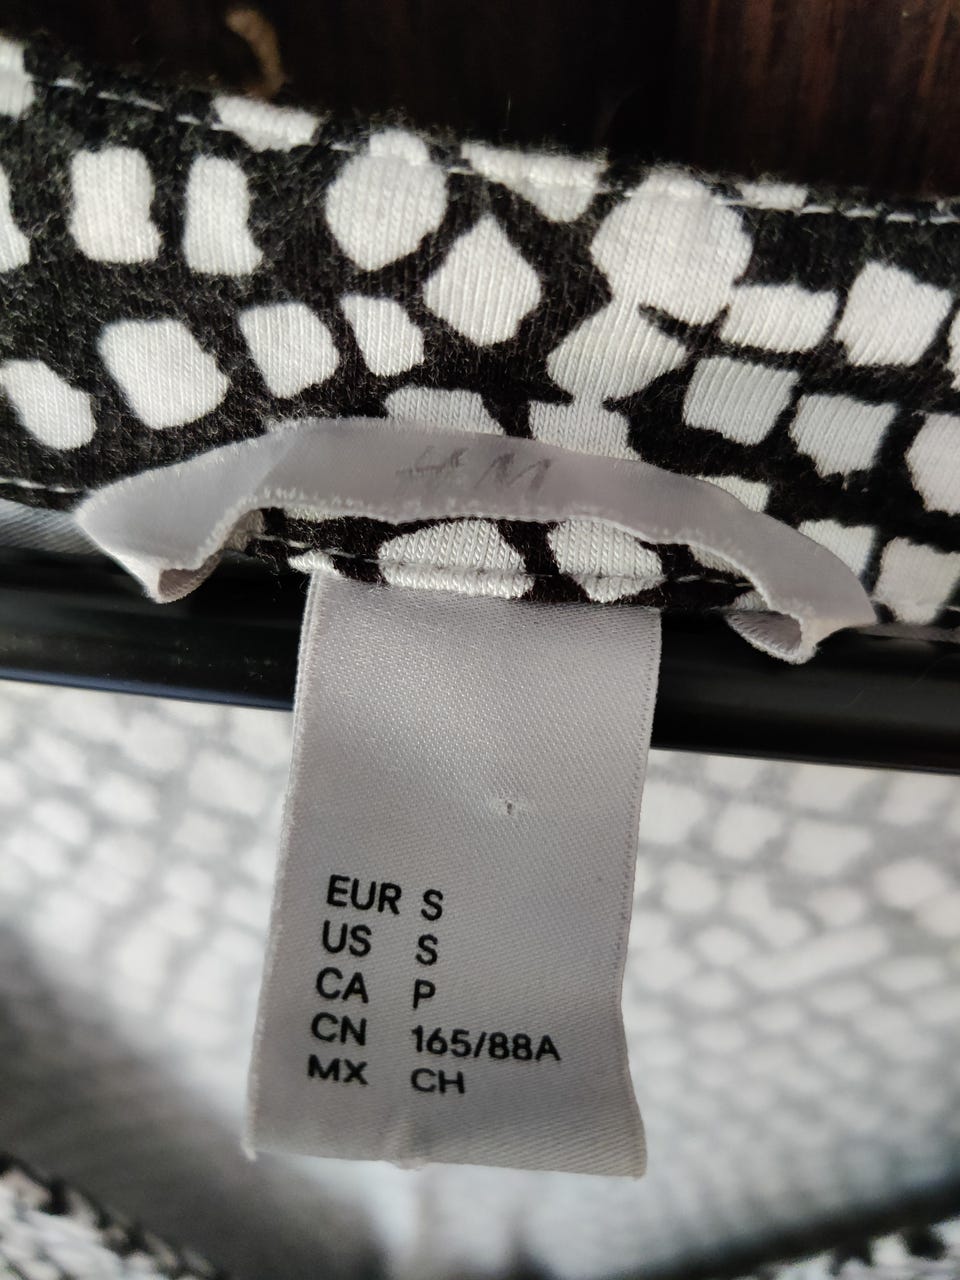 H&M
EUR S
US S
CA P
CN 165/88A
MX CH